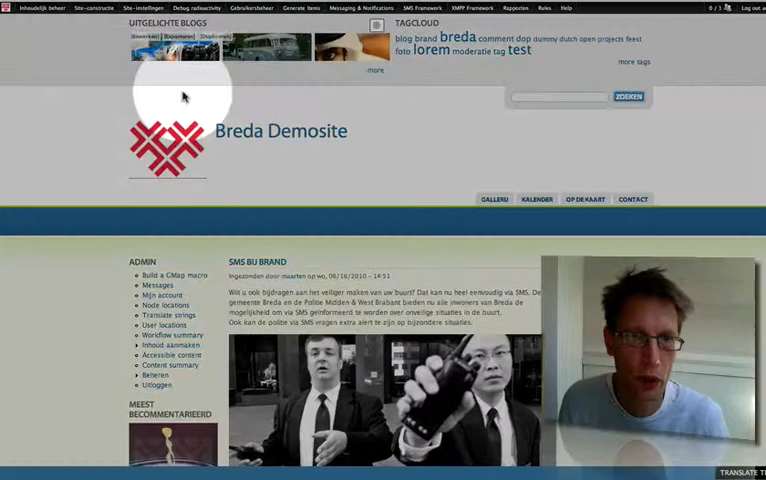 Inhoudelijk beheer Site-constructie Site-instellingen Debug radioactivity Gebruikersbeheer Generate items Messaging & Notifications SMS Framework XMPP Framework Rapporten Rules Help 0 / 1 Log out
UITGELICHTE BLOGS
[Bewerken] [Exporteren] [Dupliceren]
more
TAGCLOUD
blog brand breda comment dop dummy dutch open projects feest
foto lorem moderatie tag test
more tags
ZOEKEN
Breda Demosite
GALLERIJ KALENDER OP DE KAART CONTACT
ADMIN
Build a GMap macro
Messages
Mijn account
Node locations
Translate strings
User locations
Workflow summary
Inhoud aanmaken
Accessible content
Content summary
Beheren
Uitloggen
MEEST
BECOMMENTARIEERD
SMS BIJ BRAND
Ingezonden door maarten op wo, 06/16/2010 - 14:51
Wilt u ook bijdragen aan het veiliger maken van uw buurt? Dat kan nu heel eenvoudig via SMS. De
gemeente Breda en de Politie Midden & West Brabant bieden nu alle inwoners van Breda de
mogelijkheid om via SMS geïnformeerd te worden over onveilige situaties in de buurt.
Ook kan de politie via SMS vragen extra alert te zijn op bijzondere situaties.
TRANSLATE